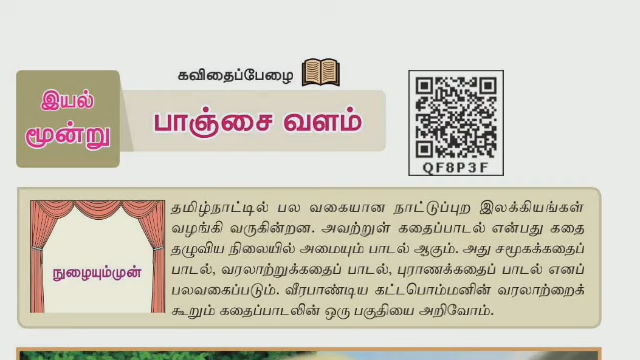 கவிதைப்பேழை
இயல்
மூன்று
பாஞ்சை வளம்
QF8P3F
நுழையும்முன்
தமிழ்நாட்டில் பல வகையான நாட்டுப்புற இலக்கியங்கள்
வழங்கி வருகின்றன. அவற்றுள் கதைப்பாடல் என்பது கதை
தழுவிய நிலையில் அமையும் பாடல் ஆகும். அது சமூகக்கதைப்
பாடல், வரலாற்றுக்கதைப் பாடல், புராணக்கதைப் பாடல் எனப்
பலவகைப்படும். வீரபாண்டிய கட்டபொம்மனின் வரலாற்றைக்
கூறும் கதைப்பாடலின் ஒரு பகுதியை அறிவோம்.